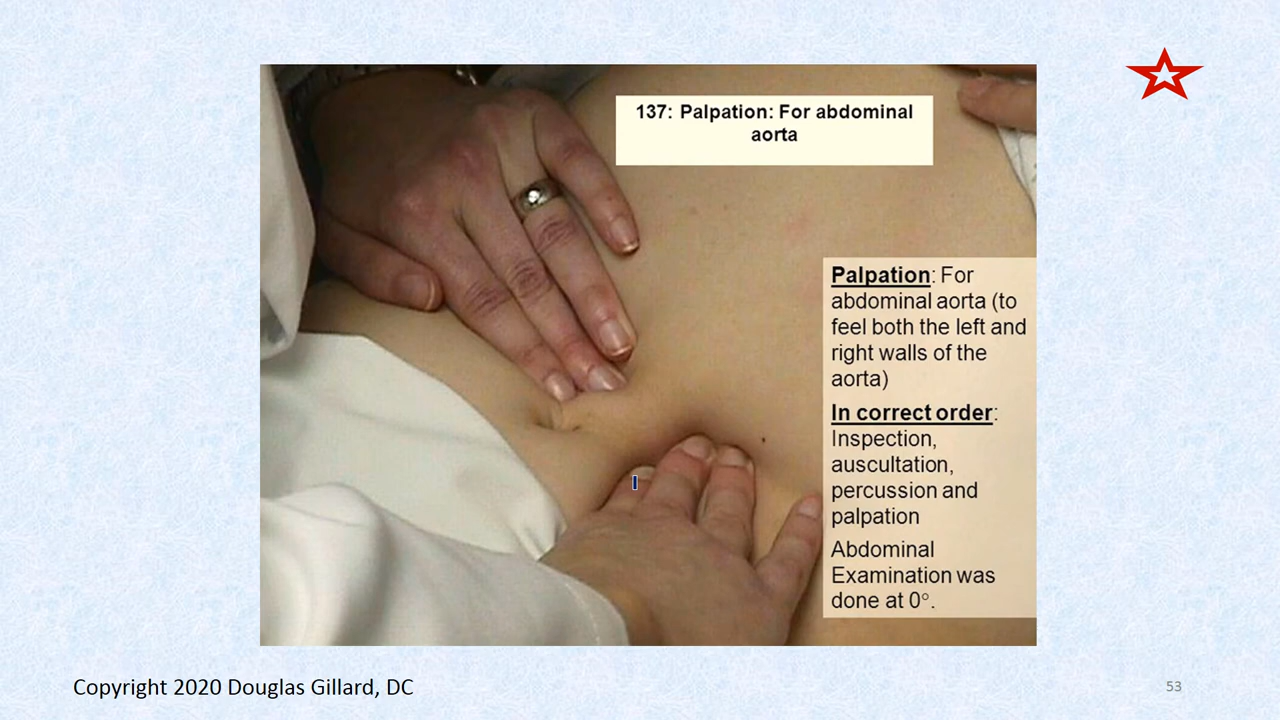 137: Palpation: For abdominal
aorta
Palpation: For
abdominal aorta (to
feel both the left and
right walls of the
aorta)
In correct order:
Inspection,
auscultation,
percussion and
palpation
Abdominal
Examination was
done at 0°.
Copyright 2020 Douglas Gillard, DC
53